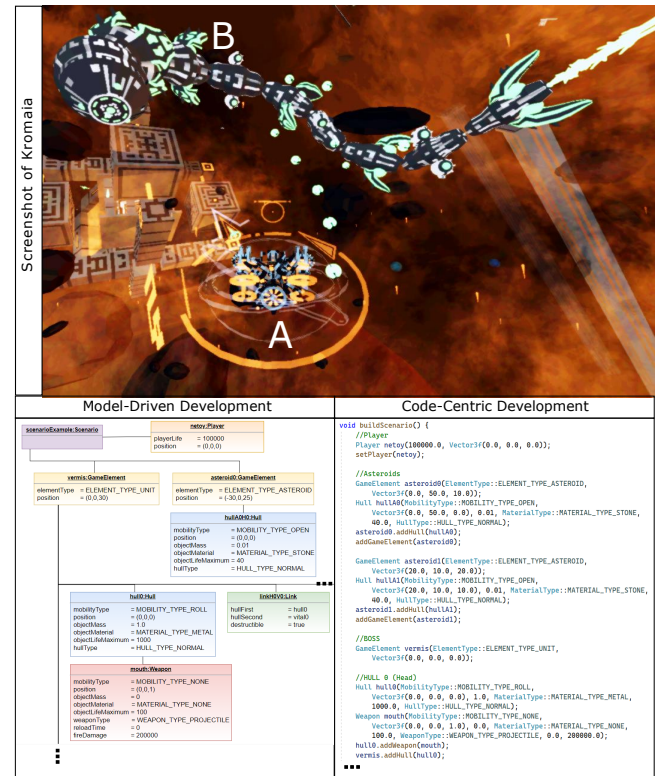 Screenshot of Kromaia
B
A
Model-Driven Development
scenarioExample:Scenario
netoy:Player
playerLife = 100000
position = (0,0,0)
vermis:GameElement
elementType = ELEMENT_TYPE_UNIT
position = (0,0,30)
asteroid0:GameElement
elementType = ELEMENT_TYPE_ASTEROID
position = (-30,0,25)
hullA0H0:Hull
mobilityType = MOBILITY_TYPE_OPEN
position = (0,0,0)
objectMass = 0.01
objectMaterial = MATERIAL_TYPE_STONE
objectLifeMaximum = 40
hullType = HULL_TYPE_NORMAL
hull0:Hull
mobilityType = MOBILITY_TYPE_ROLL
position = (0,0,0)
objectMass = 1.0
objectMaterial = MATERIAL_TYPE_METAL
objectLifeMaximum = 1000
hullType = HULL_TYPE_NORMAL
linkH0V0:Link
hullFirst = hull0
hullSecond = vital0
destructible = true
mouth:Weapon
mobilityType = MOBILITY_TYPE_NONE
position = (0,0,1)
objectMass = 0
objectMaterial = MATERIAL_TYPE_NONE
objectLifeMaximum = 100
weaponType = WEAPON_TYPE_PROJECTILE
reloadTime = 0
fireDamage = 200000
Code-Centric Development
void buildScenario() {
//Player
Player netoy(100000.0, Vector3f(0.0, 0.0, 0.0));
setPlayer(netoy);
//Asteroids
GameElement asteroid0(ElementType::ELEMENT_TYPE_ASTEROID,
Vector3f(0.0, 50.0, 10.0));
Hull hullA0(MobilityType::MOBILITY_TYPE_OPEN,
Vector3f(0.0, 50.0, 0.0), 0.01, MaterialType::MATERIAL_TYPE_STONE,
40.0, HullType::HULL_TYPE_NORMAL);
asteroid0.addHull(hullA0);
addGameElement(asteroid0);
GameElement asteroid1(ElementType::ELEMENT_TYPE_ASTEROID,
Vector3f(20.0, 10.0, 20.0));
Hull hullA1(MobilityType::MOBILITY_TYPE_OPEN,
Vector3f(20.0, 10.0, 10.0), 0.01, MaterialType::MATERIAL_TYPE_STONE,
40.0, HullType::HULL_TYPE_NORMAL);
asteroid1.addHull(hullA1);
addGameElement(asteroid1);
//BOSS
GameElement vermis(ElementType::ELEMENT_TYPE_UNIT,
Vector3f(0.0, 0.0, 0.0));
//HULL 0 (Head)
Hull hull0(MobilityType::MOBILITY_TYPE_ROLL,
Vector3f(0.0, 0.0, 0.0), 1.0, MaterialType::MATERIAL_TYPE_METAL,
1000.0, HullType::HULL_TYPE_NORMAL);
Weapon mouth(MobilityType::MOBILITY_TYPE_NONE,
Vector3f(0.0, 0.0, 1.0), 0.0, MaterialType::MATERIAL_TYPE_NONE,
100.0, WeaponType::WEAPON_TYPE_PROJECTILE, 0.0, 200000.0);
hull0.addWeapon(mouth);
vermis.addHull(hull0);